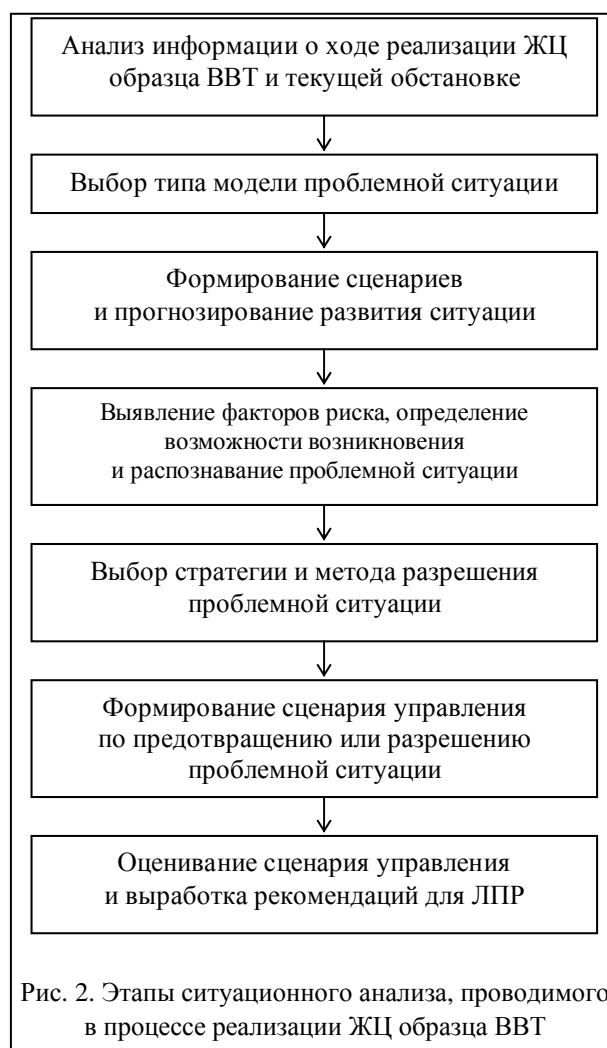 Анализ информации о ходе реализации ЖЦ
образца ВВТ и текущей обстановке
Выбор типа модели проблемной ситуации
Формирование сценариев
и прогнозирование развития ситуации
Выявление факторов риска, определение
возможности возникновения
и распознавание проблемной ситуации
Выбор стратегии и метода разрешения
проблемной ситуации
Формирование сценария управления
по предотвращению или разрешению
проблемной ситуации
Оценивание сценария управления
и выработка рекомендаций для ЛПР
Рис. 2. Этапы ситуационного анализа, проводимого
в процессе реализации ЖЦ образца ВВТ